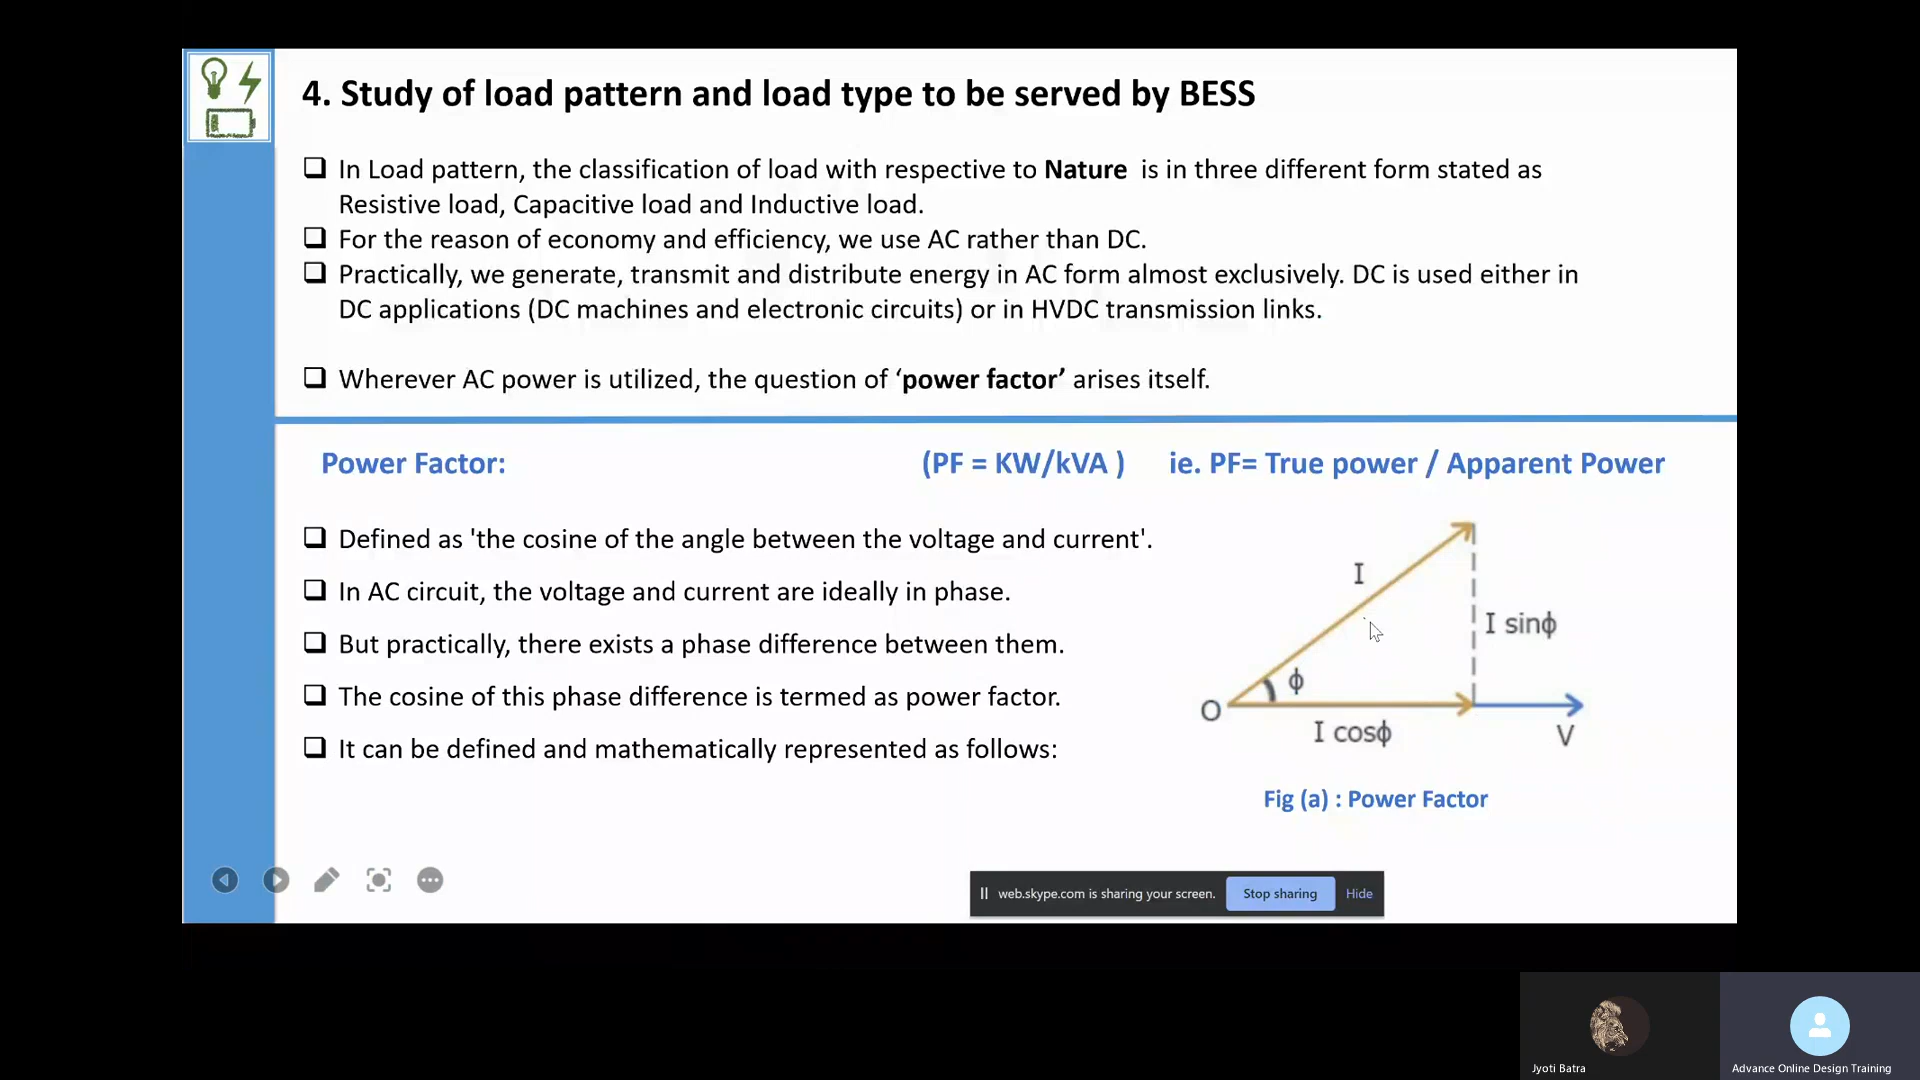 4. Study of load pattern and load type to be served by BESS
❑ In Load pattern, the classification of load with respective to Nature is in three different form stated as
Resistive load, Capacitive load and Inductive load.
❑ For the reason of economy and efficiency, we use AC rather than DC.
❑ Practically, we generate, transmit and distribute energy in AC form almost exclusively. DC is used either in
DC applications (DC machines and electronic circuits) or in HVDC transmission links.
❑ Wherever AC power is utilized, the question of ‘power factor’ arises itself.
Power Factor: (PF = KW/kVA ) ie. PF= True power / Apparent Power
❑ Defined as 'the cosine of the angle between the voltage and current'.
❑ In AC circuit, the voltage and current are ideally in phase.
❑ But practically, there exists a phase difference between them.
❑ The cosine of this phase difference is termed as power factor.
❑ It can be defined and mathematically represented as follows:
I
I sinϕ
ϕ
O
I cosϕ
V
Fig (a) : Power Factor
web.skype.com is sharing your screen. Stop sharing Hide
Jyoti Batra
Advance Online Design Training